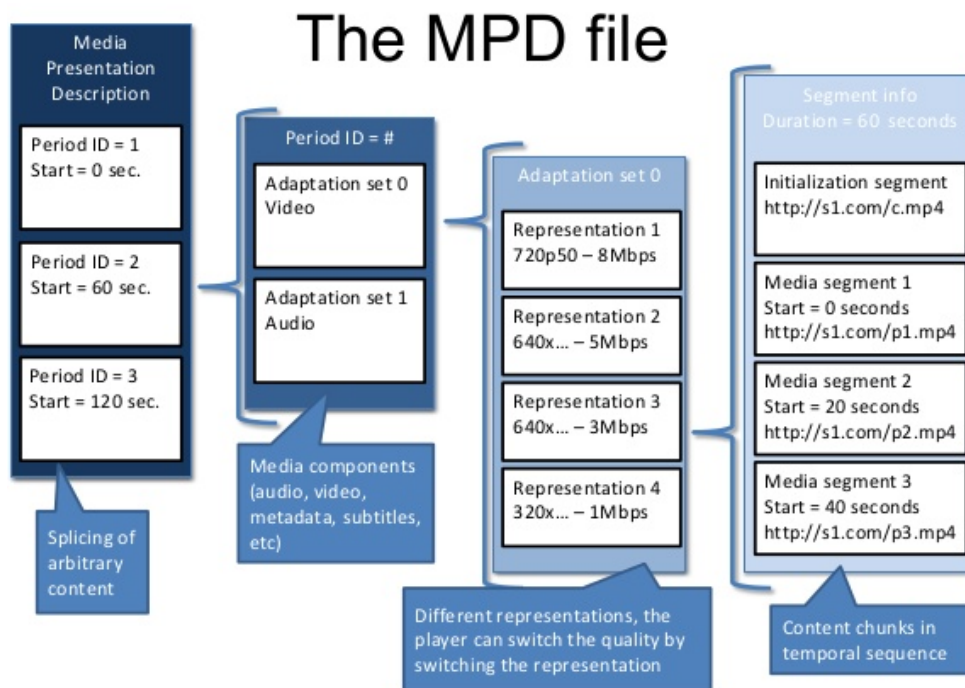 The MPD file
Media
Presentation
Description
Period ID = 1
Start = 0 sec.
Period ID = 2
Start = 60 sec.
Period ID = 3
Start = 120 sec.
Splicing of
arbitrary
content
Period ID = #
Adaptation set 0
Video
Adaptation set 1
Audio
Media components
(audio, video,
metadata, subtitles,
etc)
Adaptation set 0
Representation 1
720p50 – 8Mbps
Representation 2
640x... – 5Mbps
Representation 3
640x... – 3Mbps
Representation 4
320x... – 1Mbps
Different representations, the
player can switch the quality by
switching the representation
Segment info
Duration = 60 seconds
Initialization segment
http://s1.com/c.mp4
Media segment 1
Start = 0 seconds
http://s1.com/p1.mp4
Media segment 2
Start = 20 seconds
http://s1.com/p2.mp4
Media segment 3
Start = 40 seconds
http://s1.com/p3.mp4
Content chunks in
temporal sequence